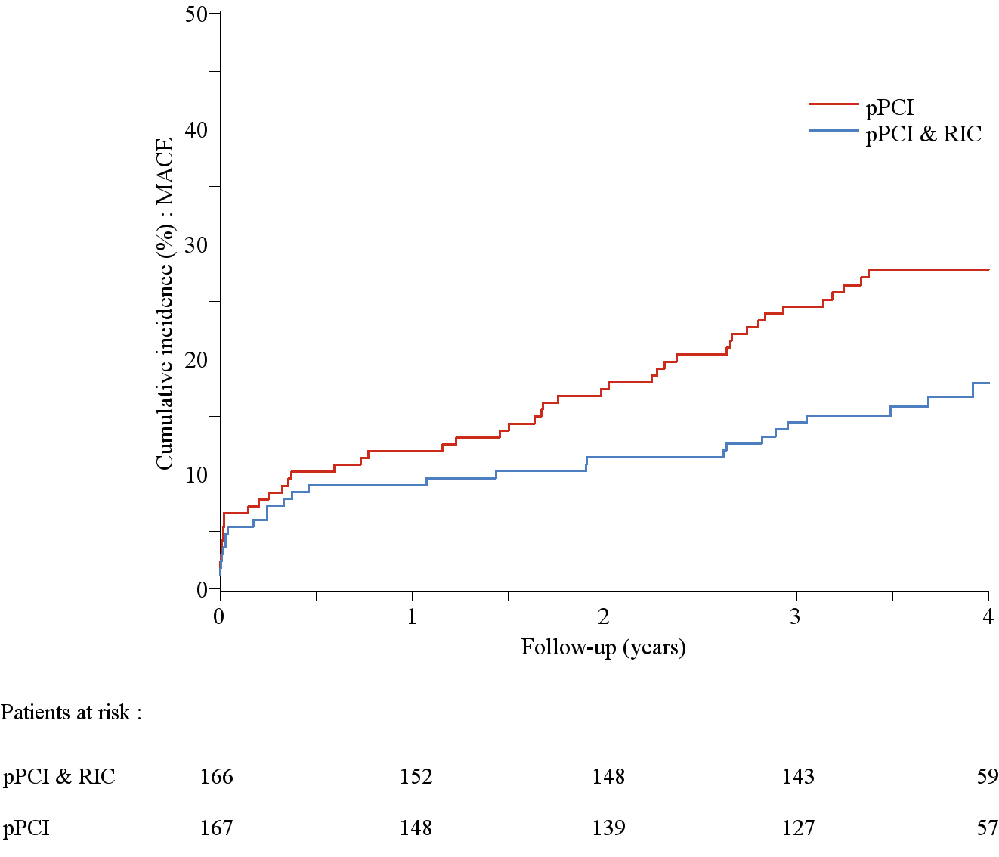 50
40
30
20
10
0
Cumulative incidence (%) : MACE
pPCI
pPCI & RIC
0 1 2 3 4
Follow-up (years)
Patients at risk :
pPCI & RIC 166 152 148 143 59
pPCI 167 148 139 127 57